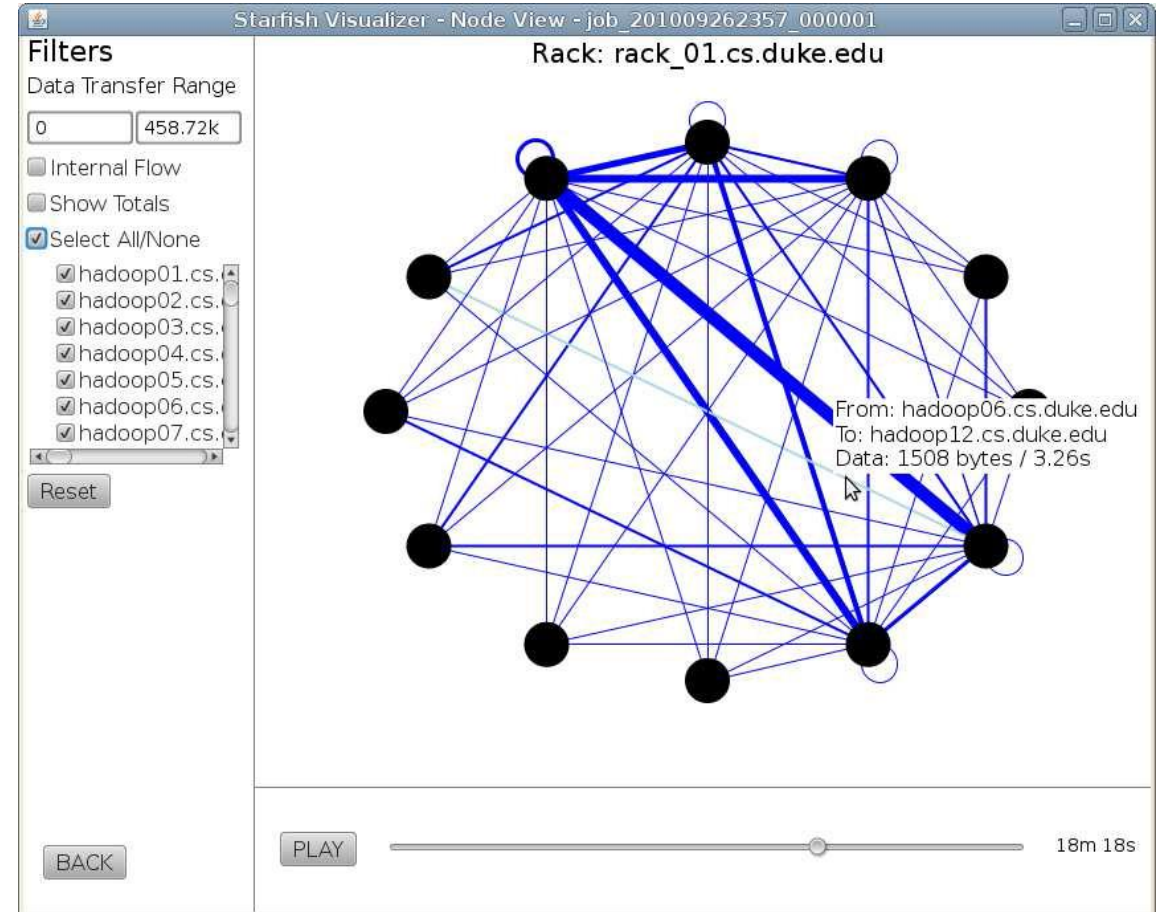 Starfish Visualizer - Node View - job_201009262357_000001
Filters
Data Transfer Range
0 458.72k
Internal Flow
Show Totals
Select All/None
hadoop01.cs.
hadoop02.cs.
hadoop03.cs.
hadoop04.cs.
hadoop05.cs.
hadoop06.cs.
hadoop07.cs.
Reset
BACK
Rack: rack_01.cs.duke.edu
From: hadoop06.cs.duke.edu
To: hadoop12.cs.duke.edu
Data: 1508 bytes / 3.26s
PLAY
18m 18s